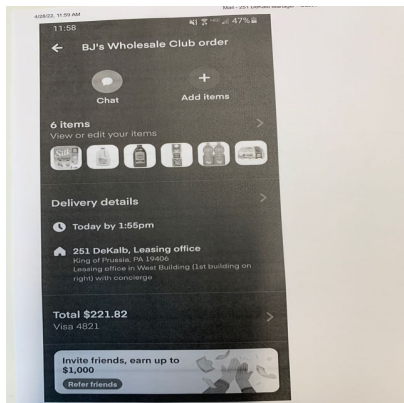 4/28/22, 11:59 AM
11:58
47%
BJ's Wholesale Club order
Chat
Add items
6 items
View or edit your items
Delivery details
Today by 1:55pm
251 DeKalb, Leasing office
King of Prussia, PA 19406
Leasing office in West Building (1st building on
right) with concierge
Total $221.82
Visa 4821
Invite friends, earn up to
$1,000
Refer friends